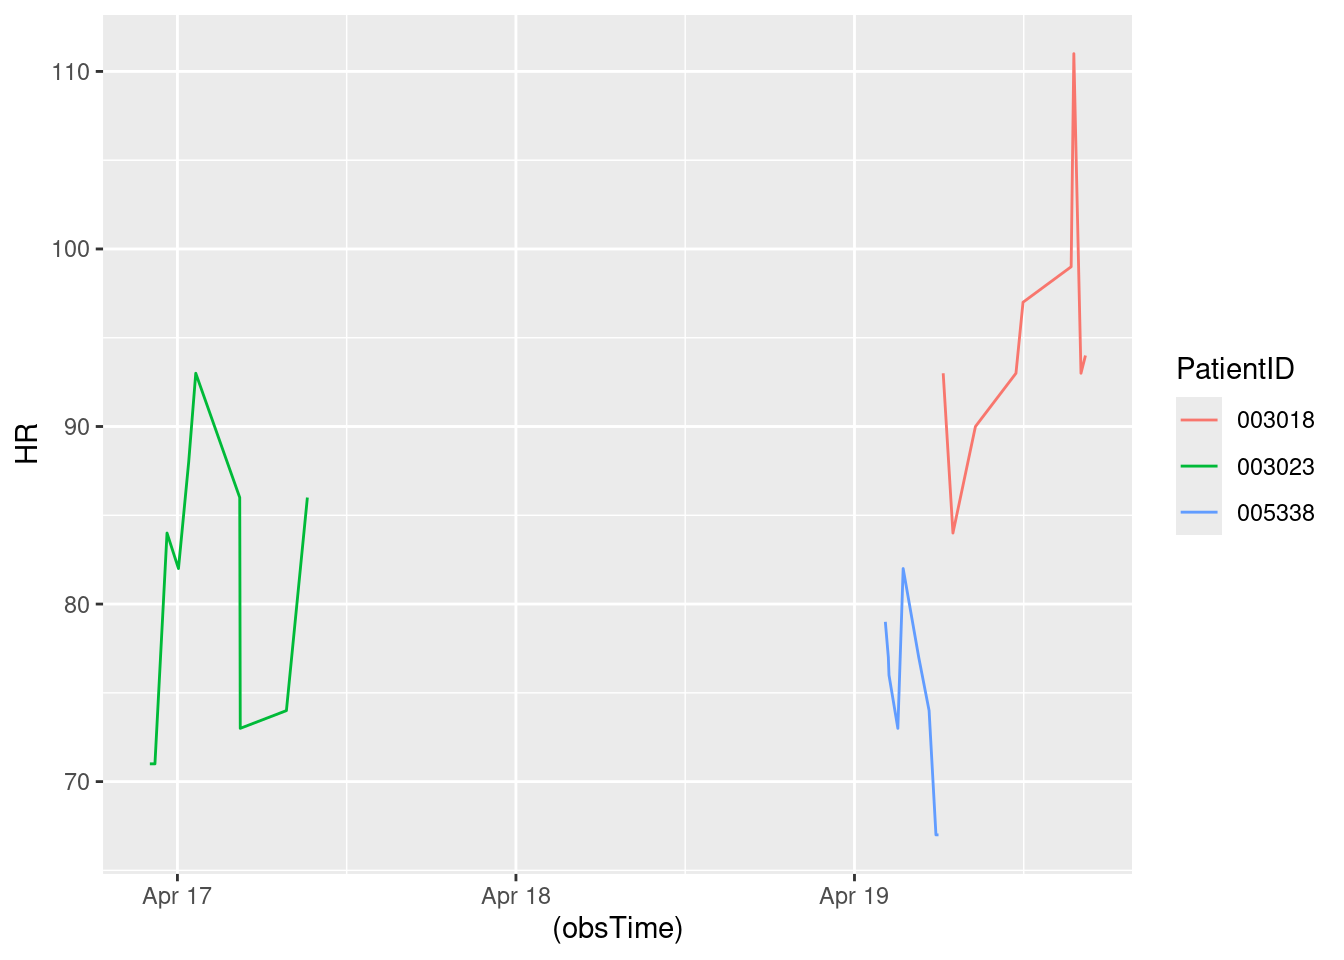 110
100
90
80
70
HR
Apr 17
Apr 18
Apr 19
(obsTime)
PatientID
003018
003023
005338